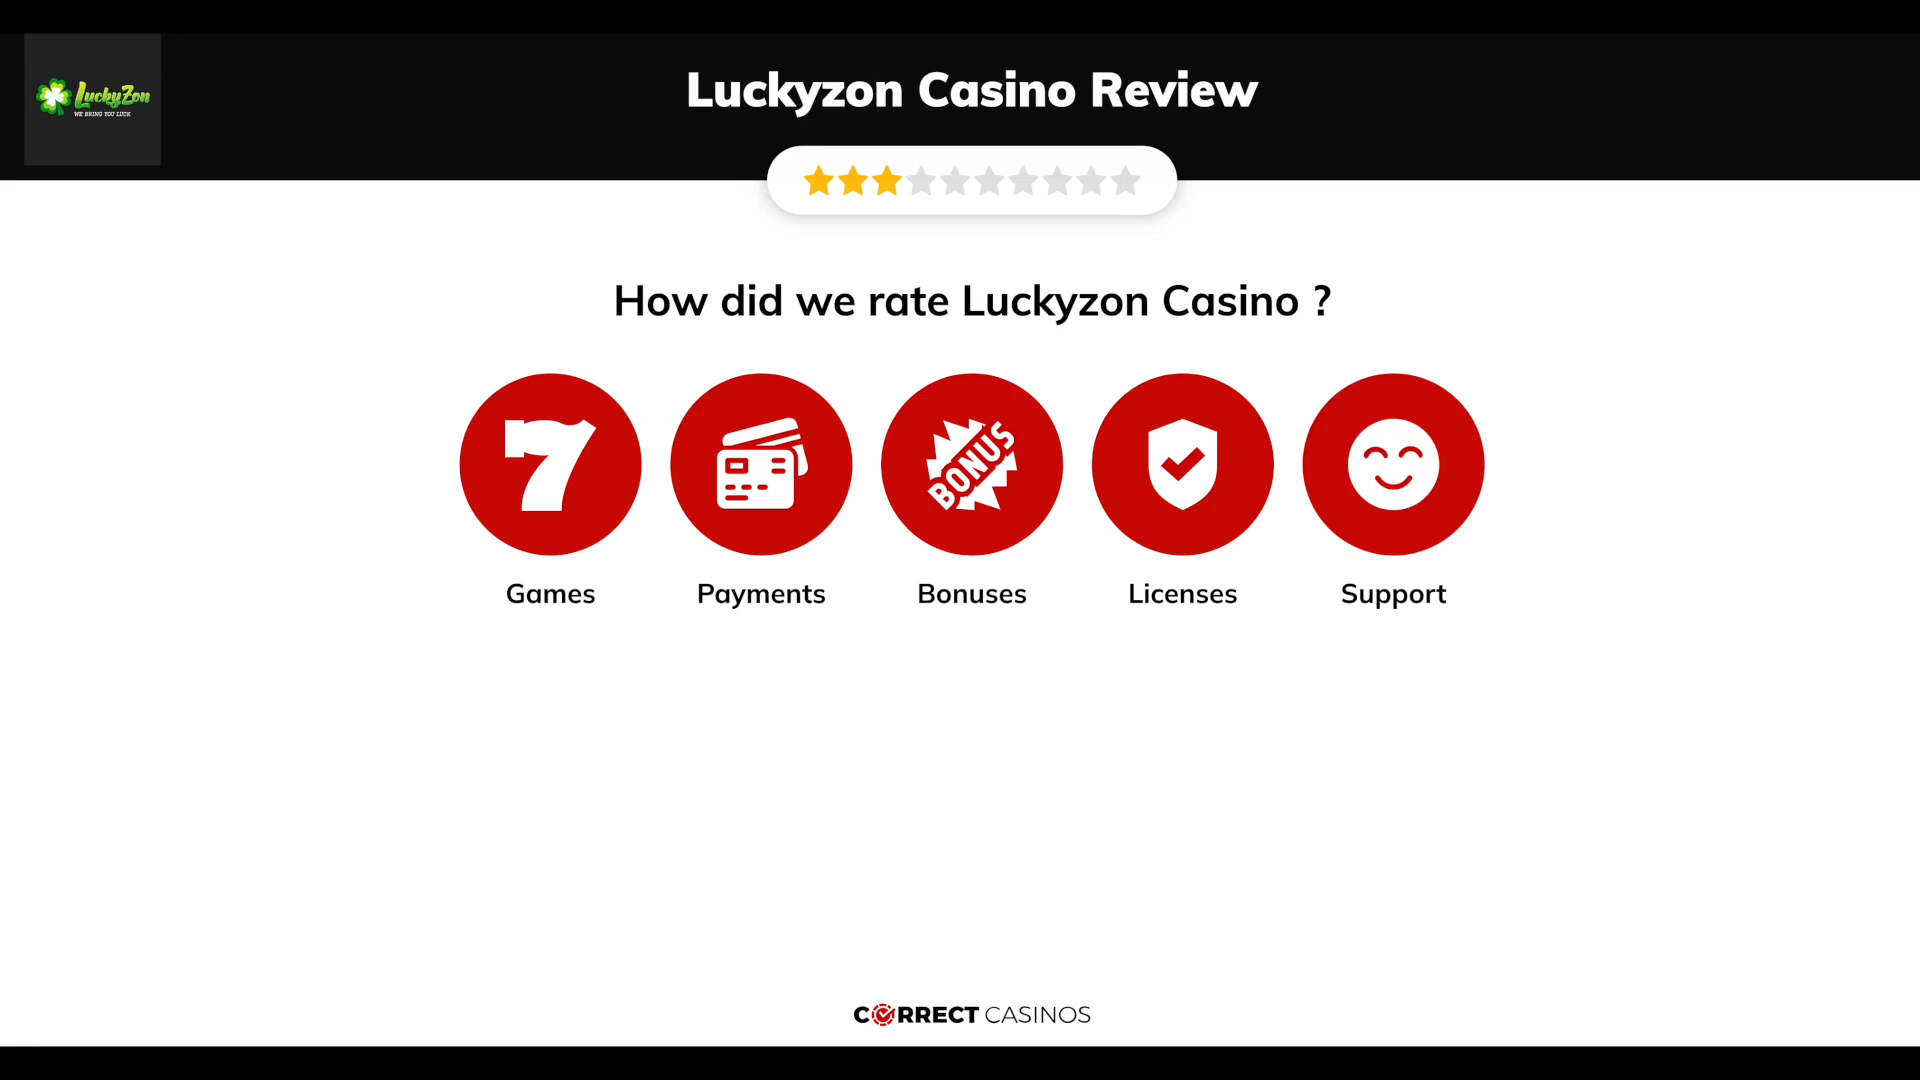 LuckyZon
WE BRING YOU LUCK
Luckyzon Casino Review
How did we rate Luckyzon Casino ?
7
BONUS
Games
Payments
Bonuses
Licenses
Support
CORRECT CASINOS